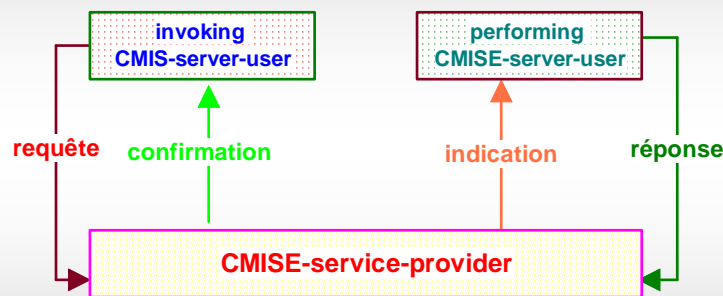 invoking
CMIS-server-user
performing
CMISE-server-user
requête
confirmation
indication
réponse
CMISE-service-provider